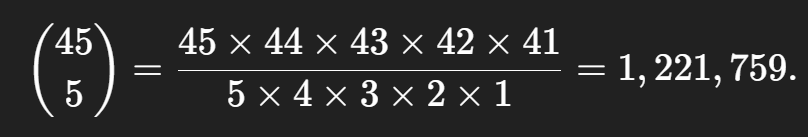 (45 5) = 45 × 44 × 43 × 42 × 41 / 5 × 4 × 3 × 2 × 1 = 1, 221, 759.